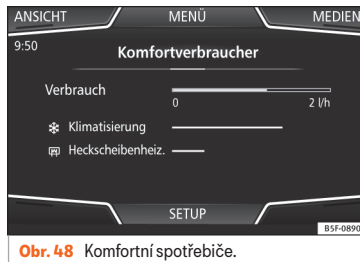 ANSICHT MENÜ MEDIEN
9:50 Komfortverbraucher
Verbrauch
0 2 l/h
Klimatisierung
Heckscheibenheiz.
SETUP
B5F-0890
Obr. 48 Komfortní spotřebiče.